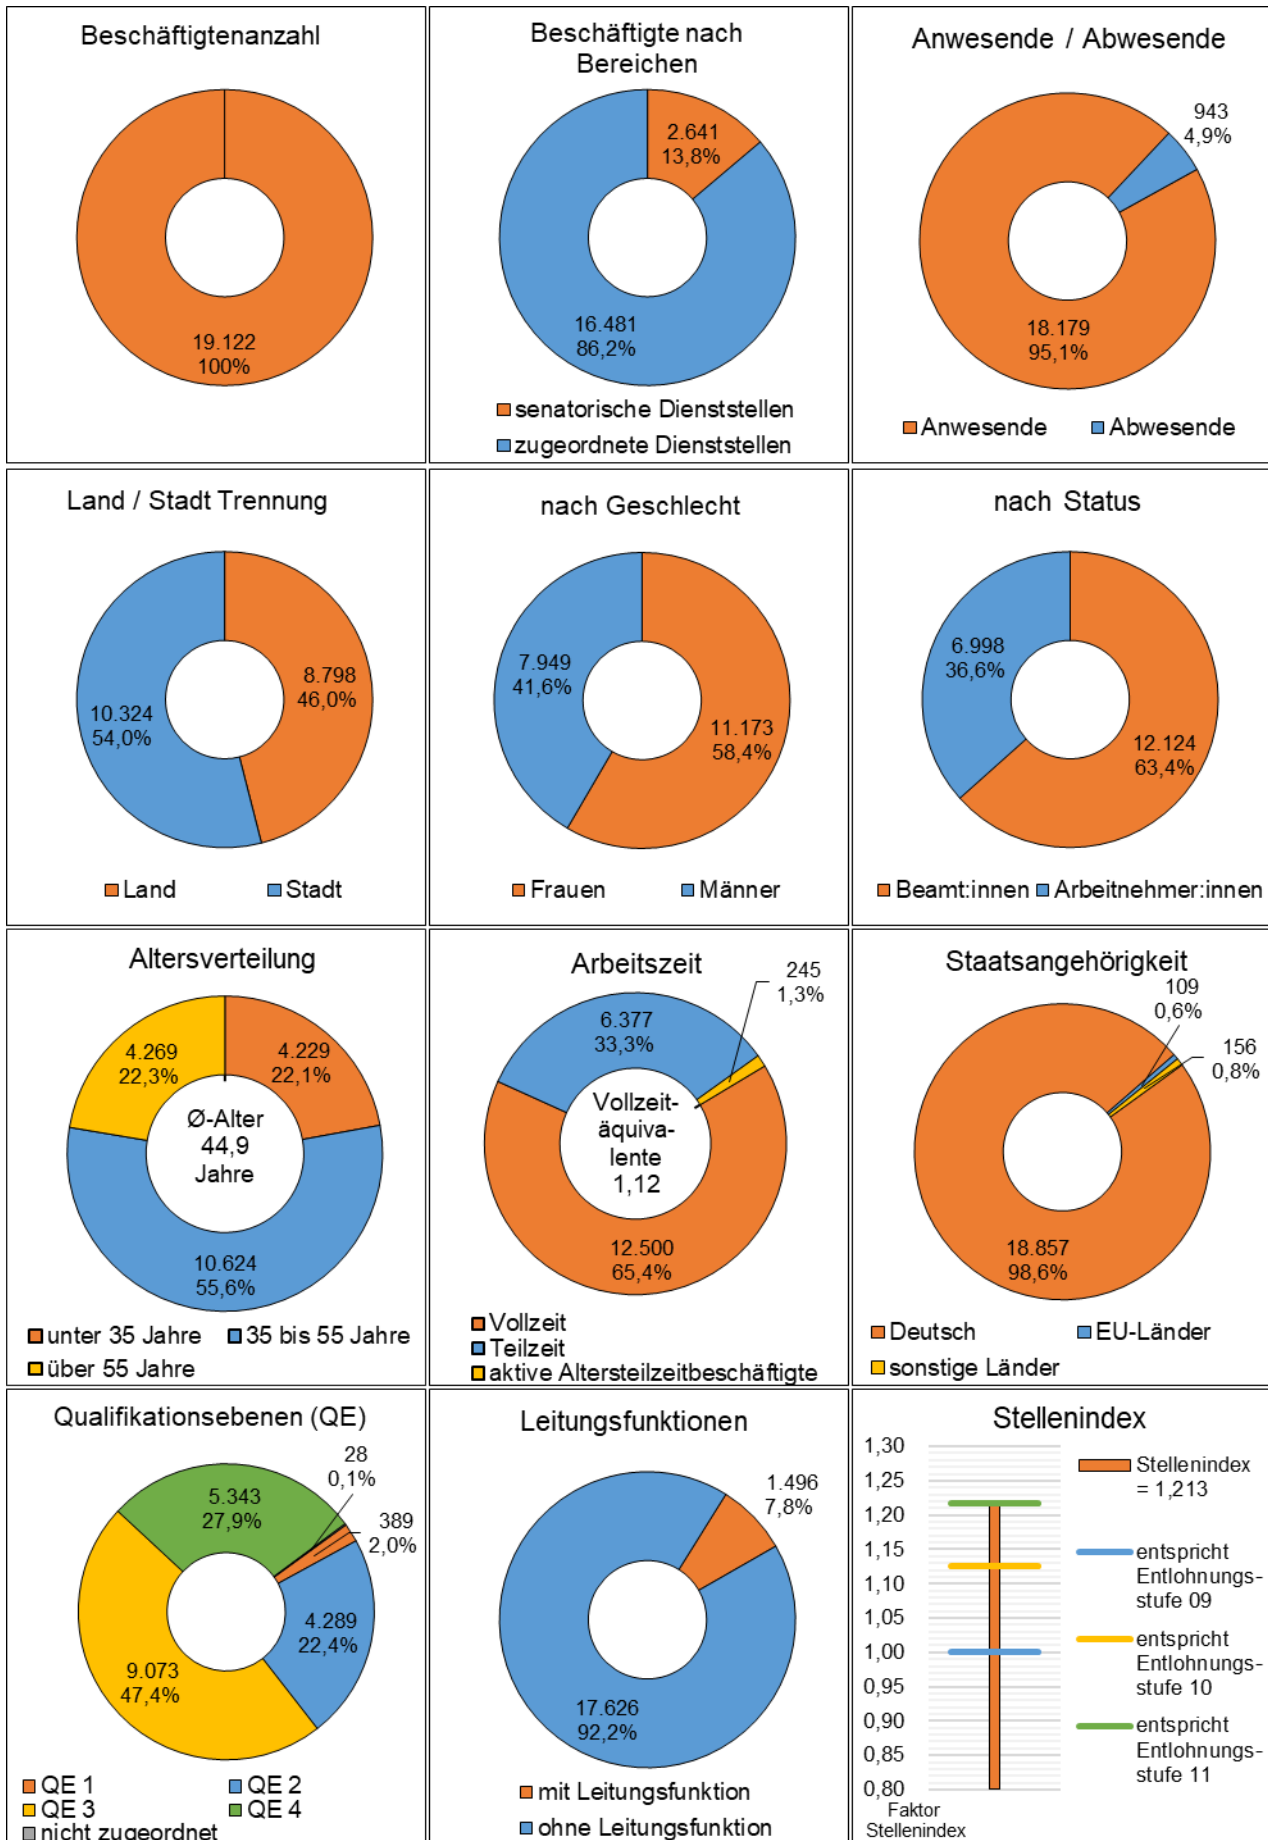 Beschäftigtenanzahl
19.122
100%
Beschäftigte nach
Bereichen
2.641
13,8%
16.481
86,2%
senatorische Dienststellen
zugeordnete Dienststellen
Anwesende / Abwesende
943
4,9%
18.179
95,1%
Anwesende
Abwesende
Land / Stadt Trennung
8.798
46,0%
10.324
54,0%
Land
Stadt
nach Geschlecht
7.949
41,6%
11.173
58,4%
Frauen
Männer
nach Status
6.998
36,6%
12.124
63,4%
Beamt:innen
Arbeitnehmer:innen
Altersverteilung
4.269
22,3%
4.229
22,1%
Ø-Alter
44,9
Jahre
10.624
55,6%
unter 35 Jahre
35 bis 55 Jahre
über 55 Jahre
Arbeitszeit
245
1,3%
6.377
33,3%
Vollzeit-
äquiva-
lente
1,12
12.500
65,4%
Vollzeit
Teilzeit
aktive Altersteilzeitbeschäftigte
Staatsangehörigkeit
109
0,6%
156
0,8%
18.857
98,6%
Deutsch
EU-Länder
sonstige Länder
Qualifikationsebenen (QE)
28
0,1%
5.343
27,9%
389
2,0%
4.289
22,4%
9.073
47,4%
QE 1
QE 2
QE 3
QE 4
nicht zugeordnet
Leitungsfunktionen
1.496
7,8%
17.626
92,2%
mit Leitungsfunktion
ohne Leitungsfunktion
Stellenindex
1,30
1,25
1,20
1,15
1,10
1,05
1,00
0,95
0,90
0,85
0,80
Faktor
Stellenindex
Stellenindex
= 1,213
entspricht
Entlohnungs-
stufe 09
entspricht
Entlohnungs-
stufe 10
entspricht
Entlohnungs-
stufe 11